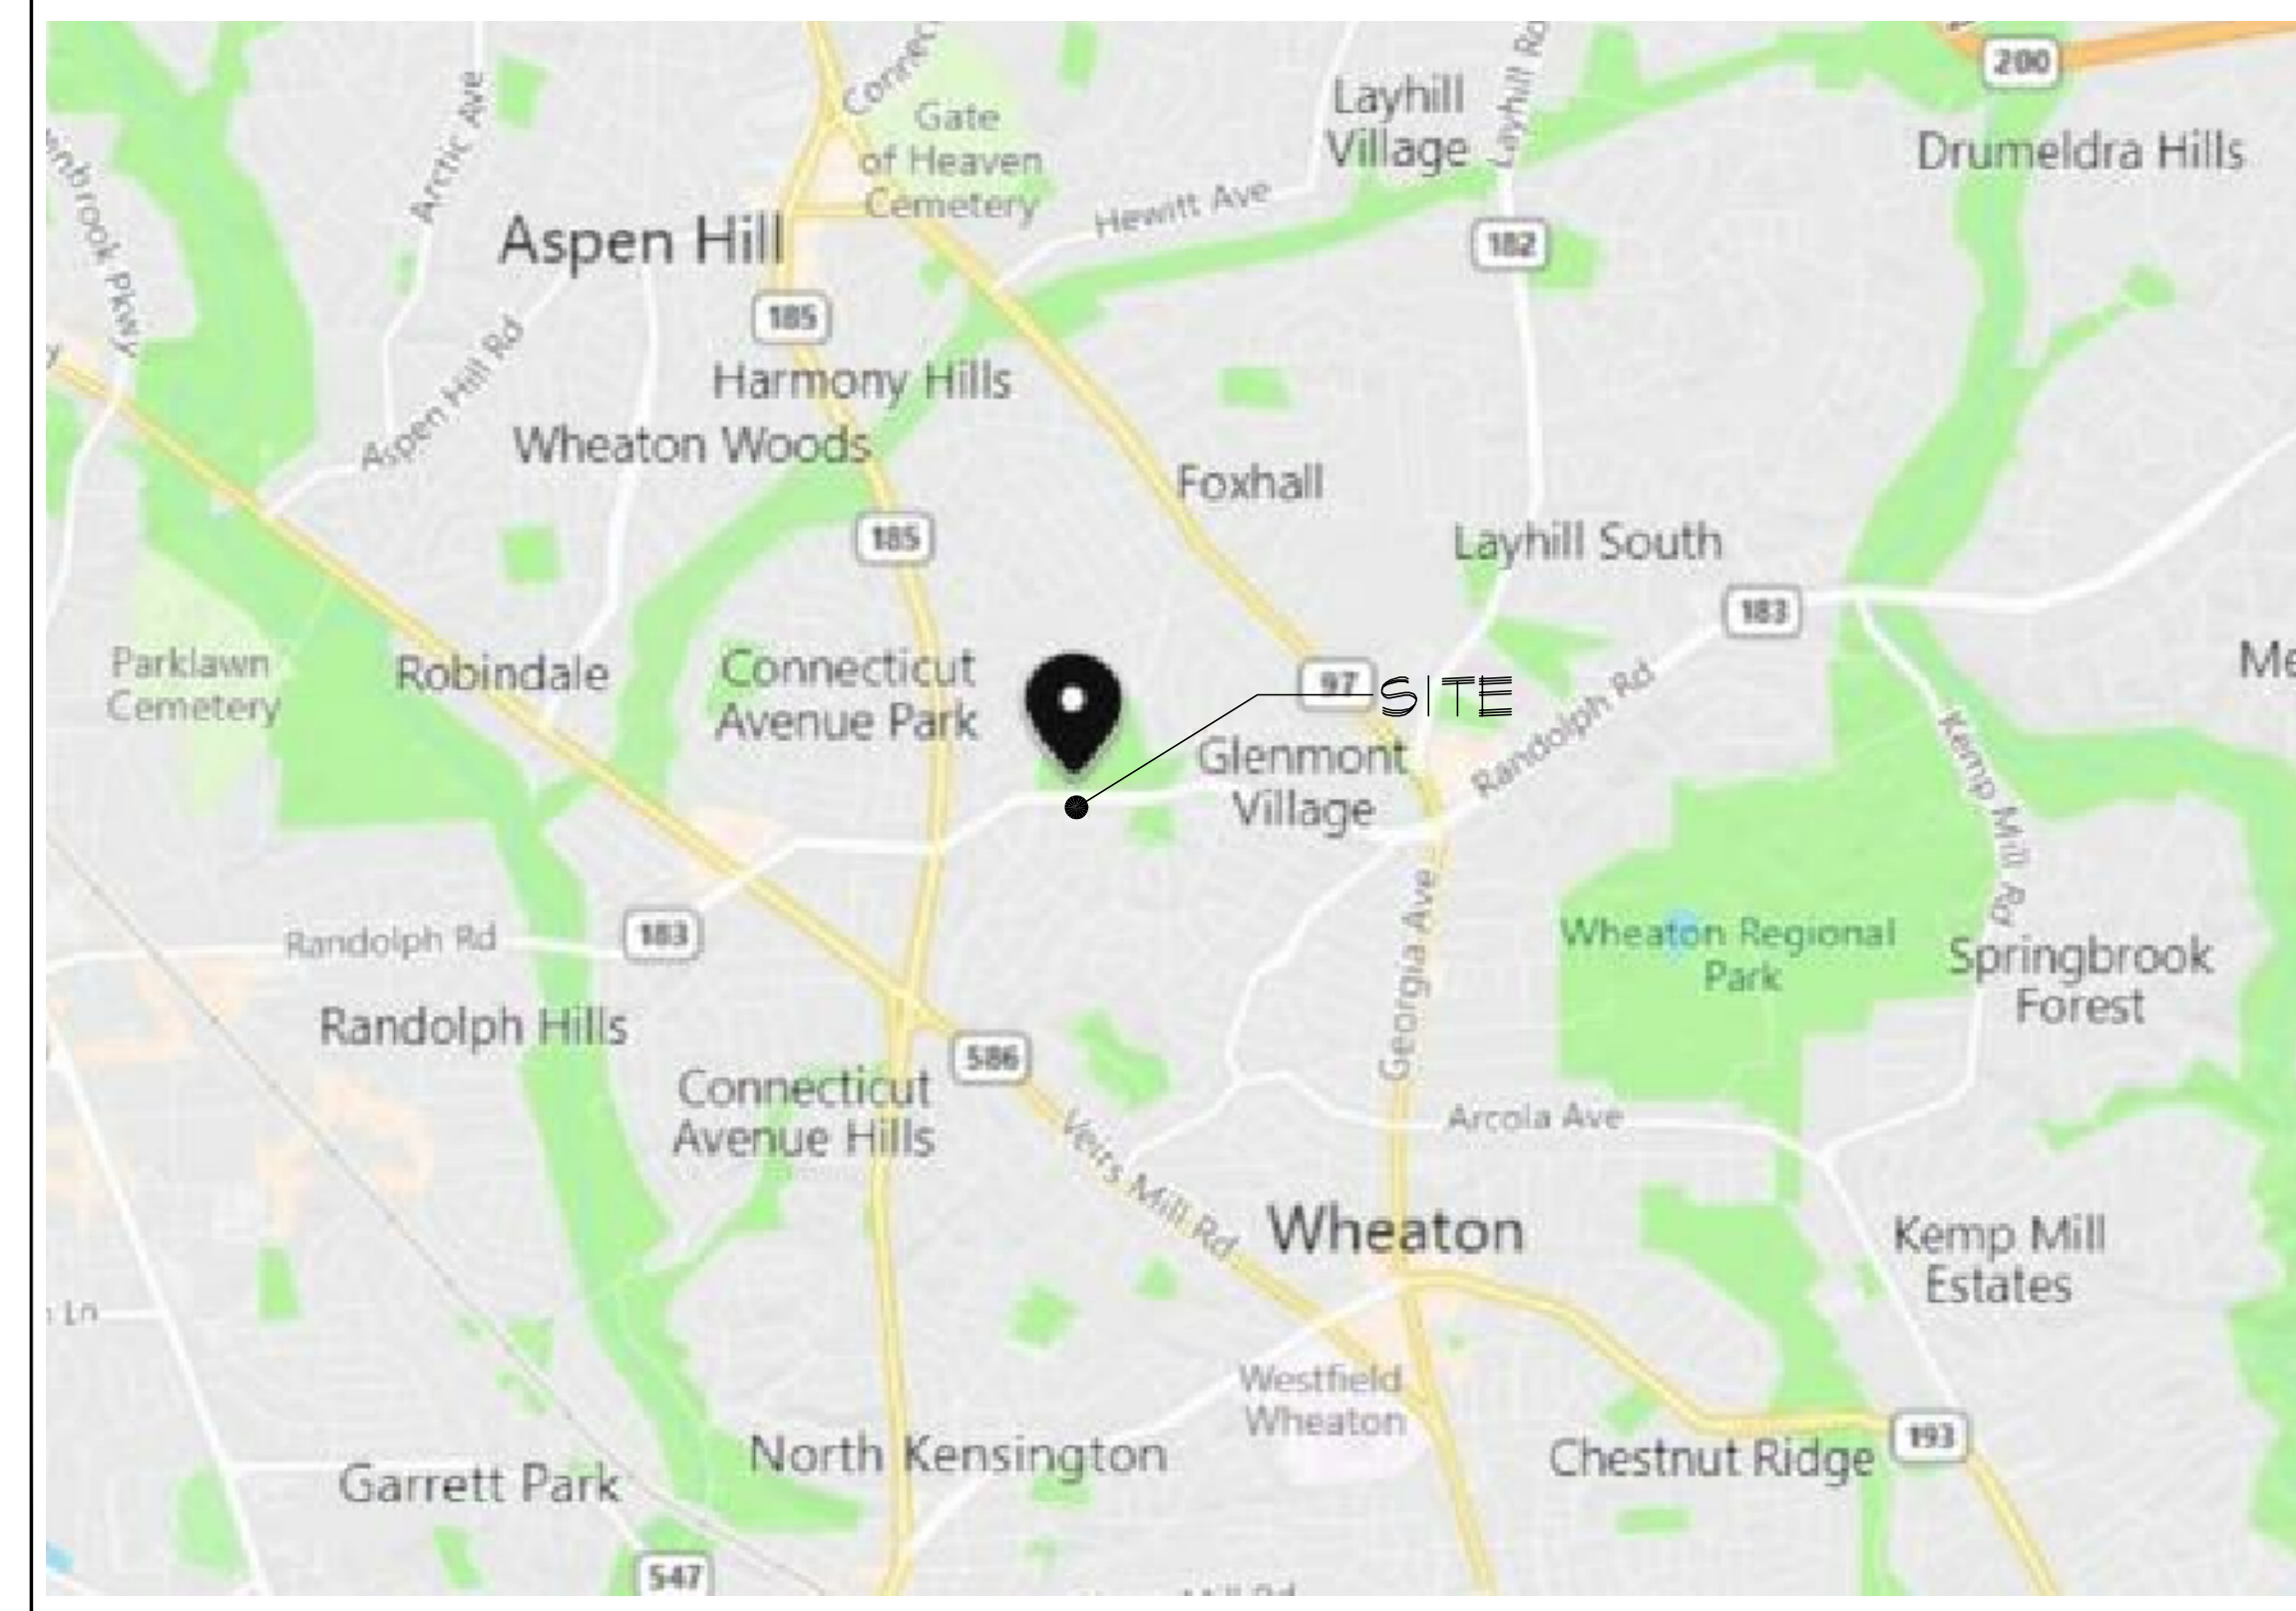 Connec
200
Layhill
Village
Layhill Rd
Gate
of Heaven
Cemetery
Drumeldra Hills
Arctic Ave
Hewitt Ave
Aspen Hill
182
185
Harmony Hills
Aspen Hill Rd
Wheaton Woods
Foxhall
185
Layhill South
183
Parklawn
Cemetery
Robindale
Connecticut
Avenue Park
97
SITE
Randolph Rd
Glenmont
Village
Kemp Mill Rd
183
Randolph Rd
Georgia Ave
Wheaton Regional
Park
Springbrook
Forest
Randolph Hills
586
Connecticut
Avenue Hills
Veirs Mill Rd
Arcola Ave
Wheaton
Kemp Mill
Estates
Ln
Westfield
Wheaton
193
North Kensington
Chestnut Ridge
Garrett Park
547